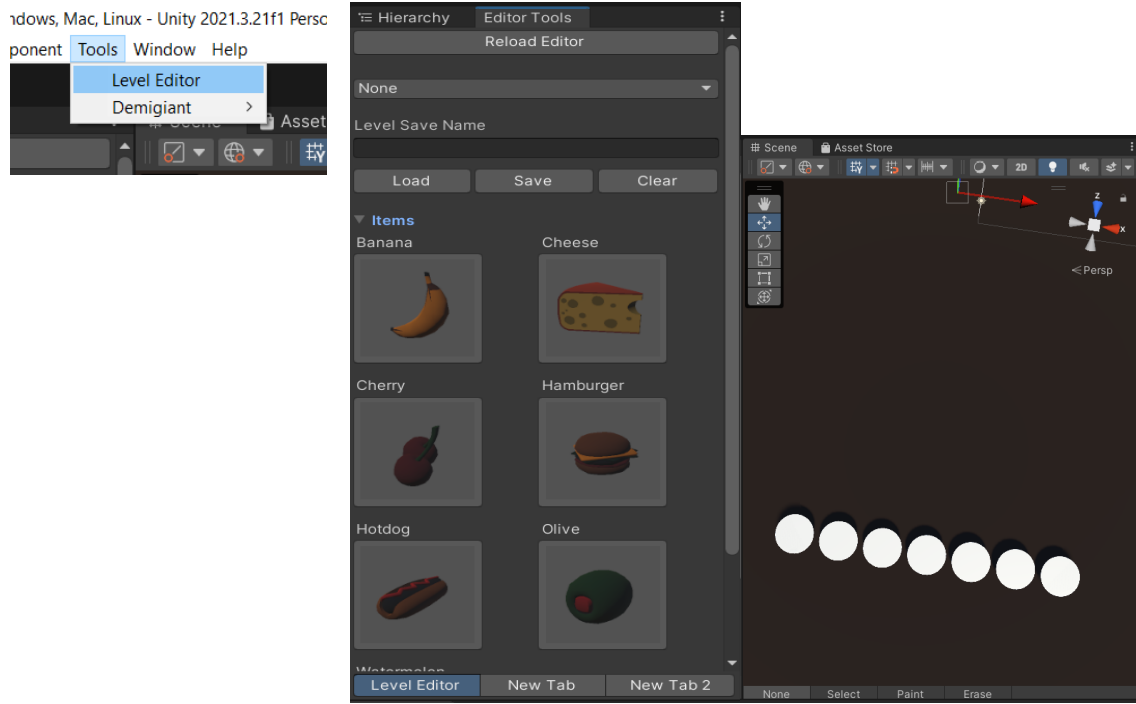 ndows, Mac, Linux - Unity 2021.3.21f1 Perso
ponent Tools Window Help
Level Editor
Demigiant
Scene Asset
Hierarchy Editor Tools
Reload Editor
None
Level Save Name
Load Save Clear
Items
Banana Cheese
Cherry Hamburger
Hotdog Olive
Watermelon
Level Editor New Tab New Tab 2
Scene Asset Store
2D
z
x
Persp
None Select Paint Erase